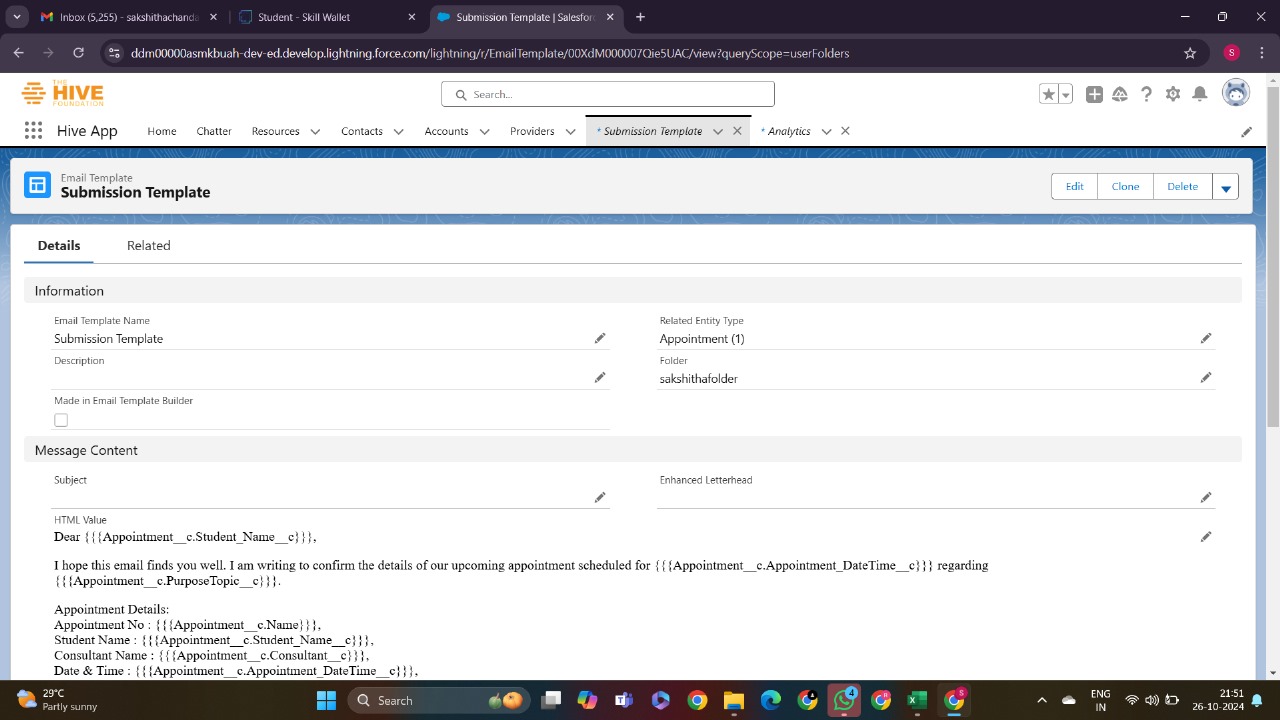 Inbox (5,255) - sakshithachanda
Student - Skill Wallet
Submission Template | Salesforc
ddm00000asmkbuah-dev-ed.develop.lightning.force.com/lightning/r/EmailTemplate/00XdM000007Qie5UAC/view?queryScope=userFolders
S
THE
HIVE
FOUNDATION
Search...
Hive App
Home
Chatter
Resources
Contacts
Accounts
Providers
* Submission Template
* Analytics
Email Template
Submission Template
Edit
Clone
Delete
Details
Related
Information
Email Template Name
Submission Template
Related Entity Type
Appointment (1)
Description
Folder
sakshithafolder
Made in Email Template Builder
Message Content
Subject
Enhanced Letterhead
HTML Value
Dear {{{Appointment__c.Student_Name__c}}},
I hope this email finds you well. I am writing to confirm the details of our upcoming appointment scheduled for {{{Appointment__c.Appointment_DateTime__c}}} regarding
{{{Appointment__c.PurposeTopic__c}}}.
Appointment Details:
Appointment No : {{{Appointment__c.Name}}},
Student Name : {{{Appointment__c.Student_Name__c}}},
Consultant Name : {{{Appointment__c.Consultant__c}}},
Date & Time : {{{Appointment__c.Appointment_DateTime__c}}},
29°C
Partly sunny
Search
4
ENG
IN
21:51
26-10-2024